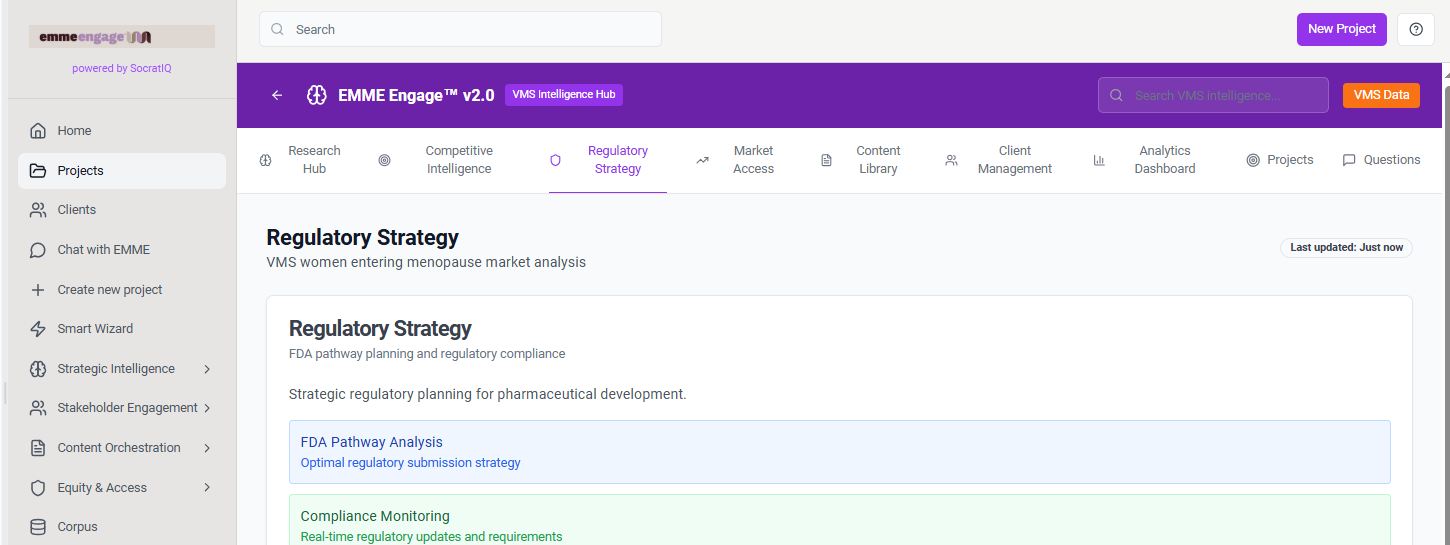 emmeengage
powered by SocratIQ
Home
Projects
Clients
Chat with EMME
Create new project
Smart Wizard
Strategic Intelligence
Stakeholder Engagement
Content Orchestration
Equity & Access
Corpus
Search
New Project
EMME Engage™ v2.0
VMS Intelligence Hub
Search VMS intelligence...
VMS Data
Research
Hub
Competitive
Intelligence
Regulatory
Strategy
Market
Access
Content
Library
Client
Management
Analytics
Dashboard
Projects
Questions
Regulatory Strategy
VMS women entering menopause market analysis
Last updated: Just now
Regulatory Strategy
FDA pathway planning and regulatory compliance
Strategic regulatory planning for pharmaceutical development.
FDA Pathway Analysis
Optimal regulatory submission strategy
Compliance Monitoring
Real-time regulatory updates and requirements